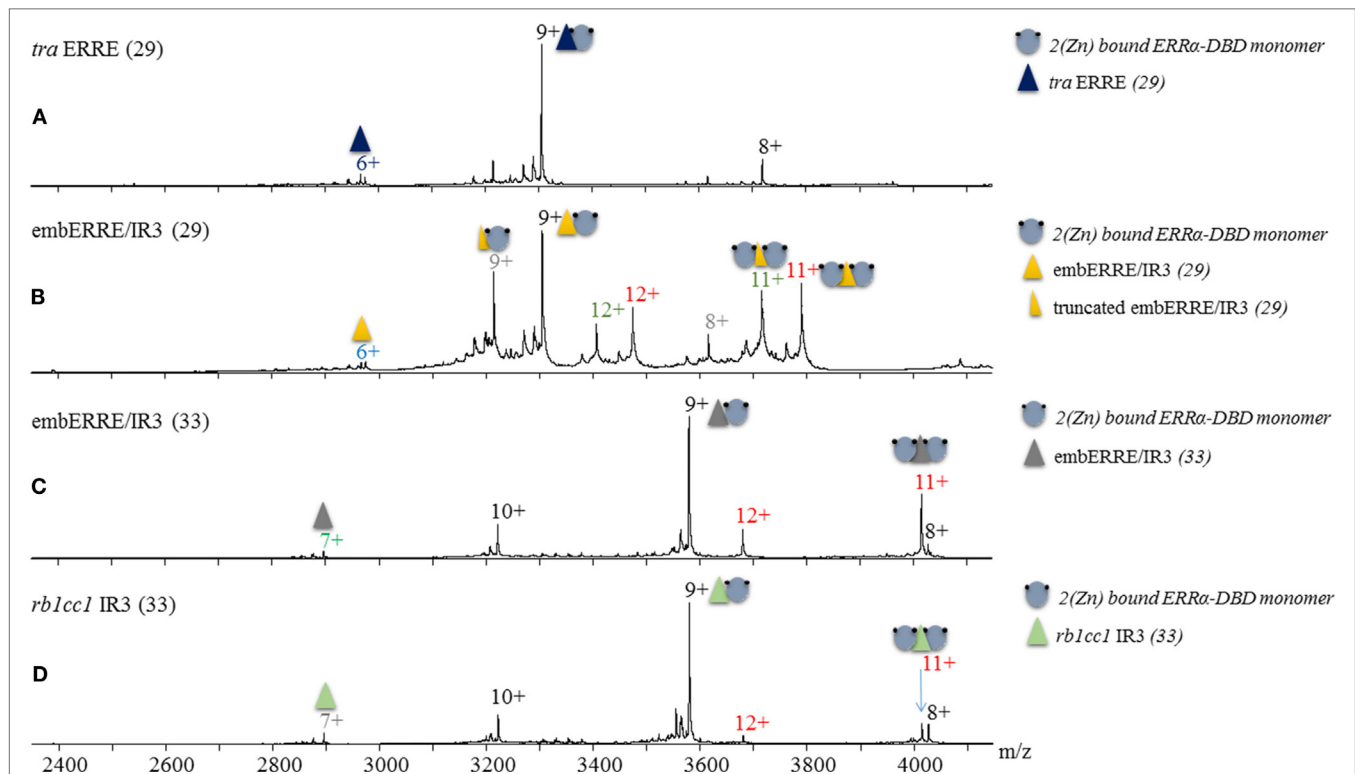 tra ERRE (29)
A
6+
9+
8+
2(Zn) bound ERRα-DBD monomer
tra ERRE (29)
embERRE/IR3 (29)
B
6+
9+
9+
12+
12+
8+
11+
11+
2(Zn) bound ERRα-DBD monomer
embERRE/IR3 (29)
truncated embERRE/IR3 (29)
embERRE/IR3 (33)
C
7+
10+
9+
12+
11+
8+
2(Zn) bound ERRα-DBD monomer
embERRE/IR3 (33)
rb1cc1 IR3 (33)
D
7+
10+
9+
12+
11+
8+
2(Zn) bound ERRα-DBD monomer
rb1cc1 IR3 (33)
2400 2600 2800 3000 3200 3400 3600 3800 4000 m/z